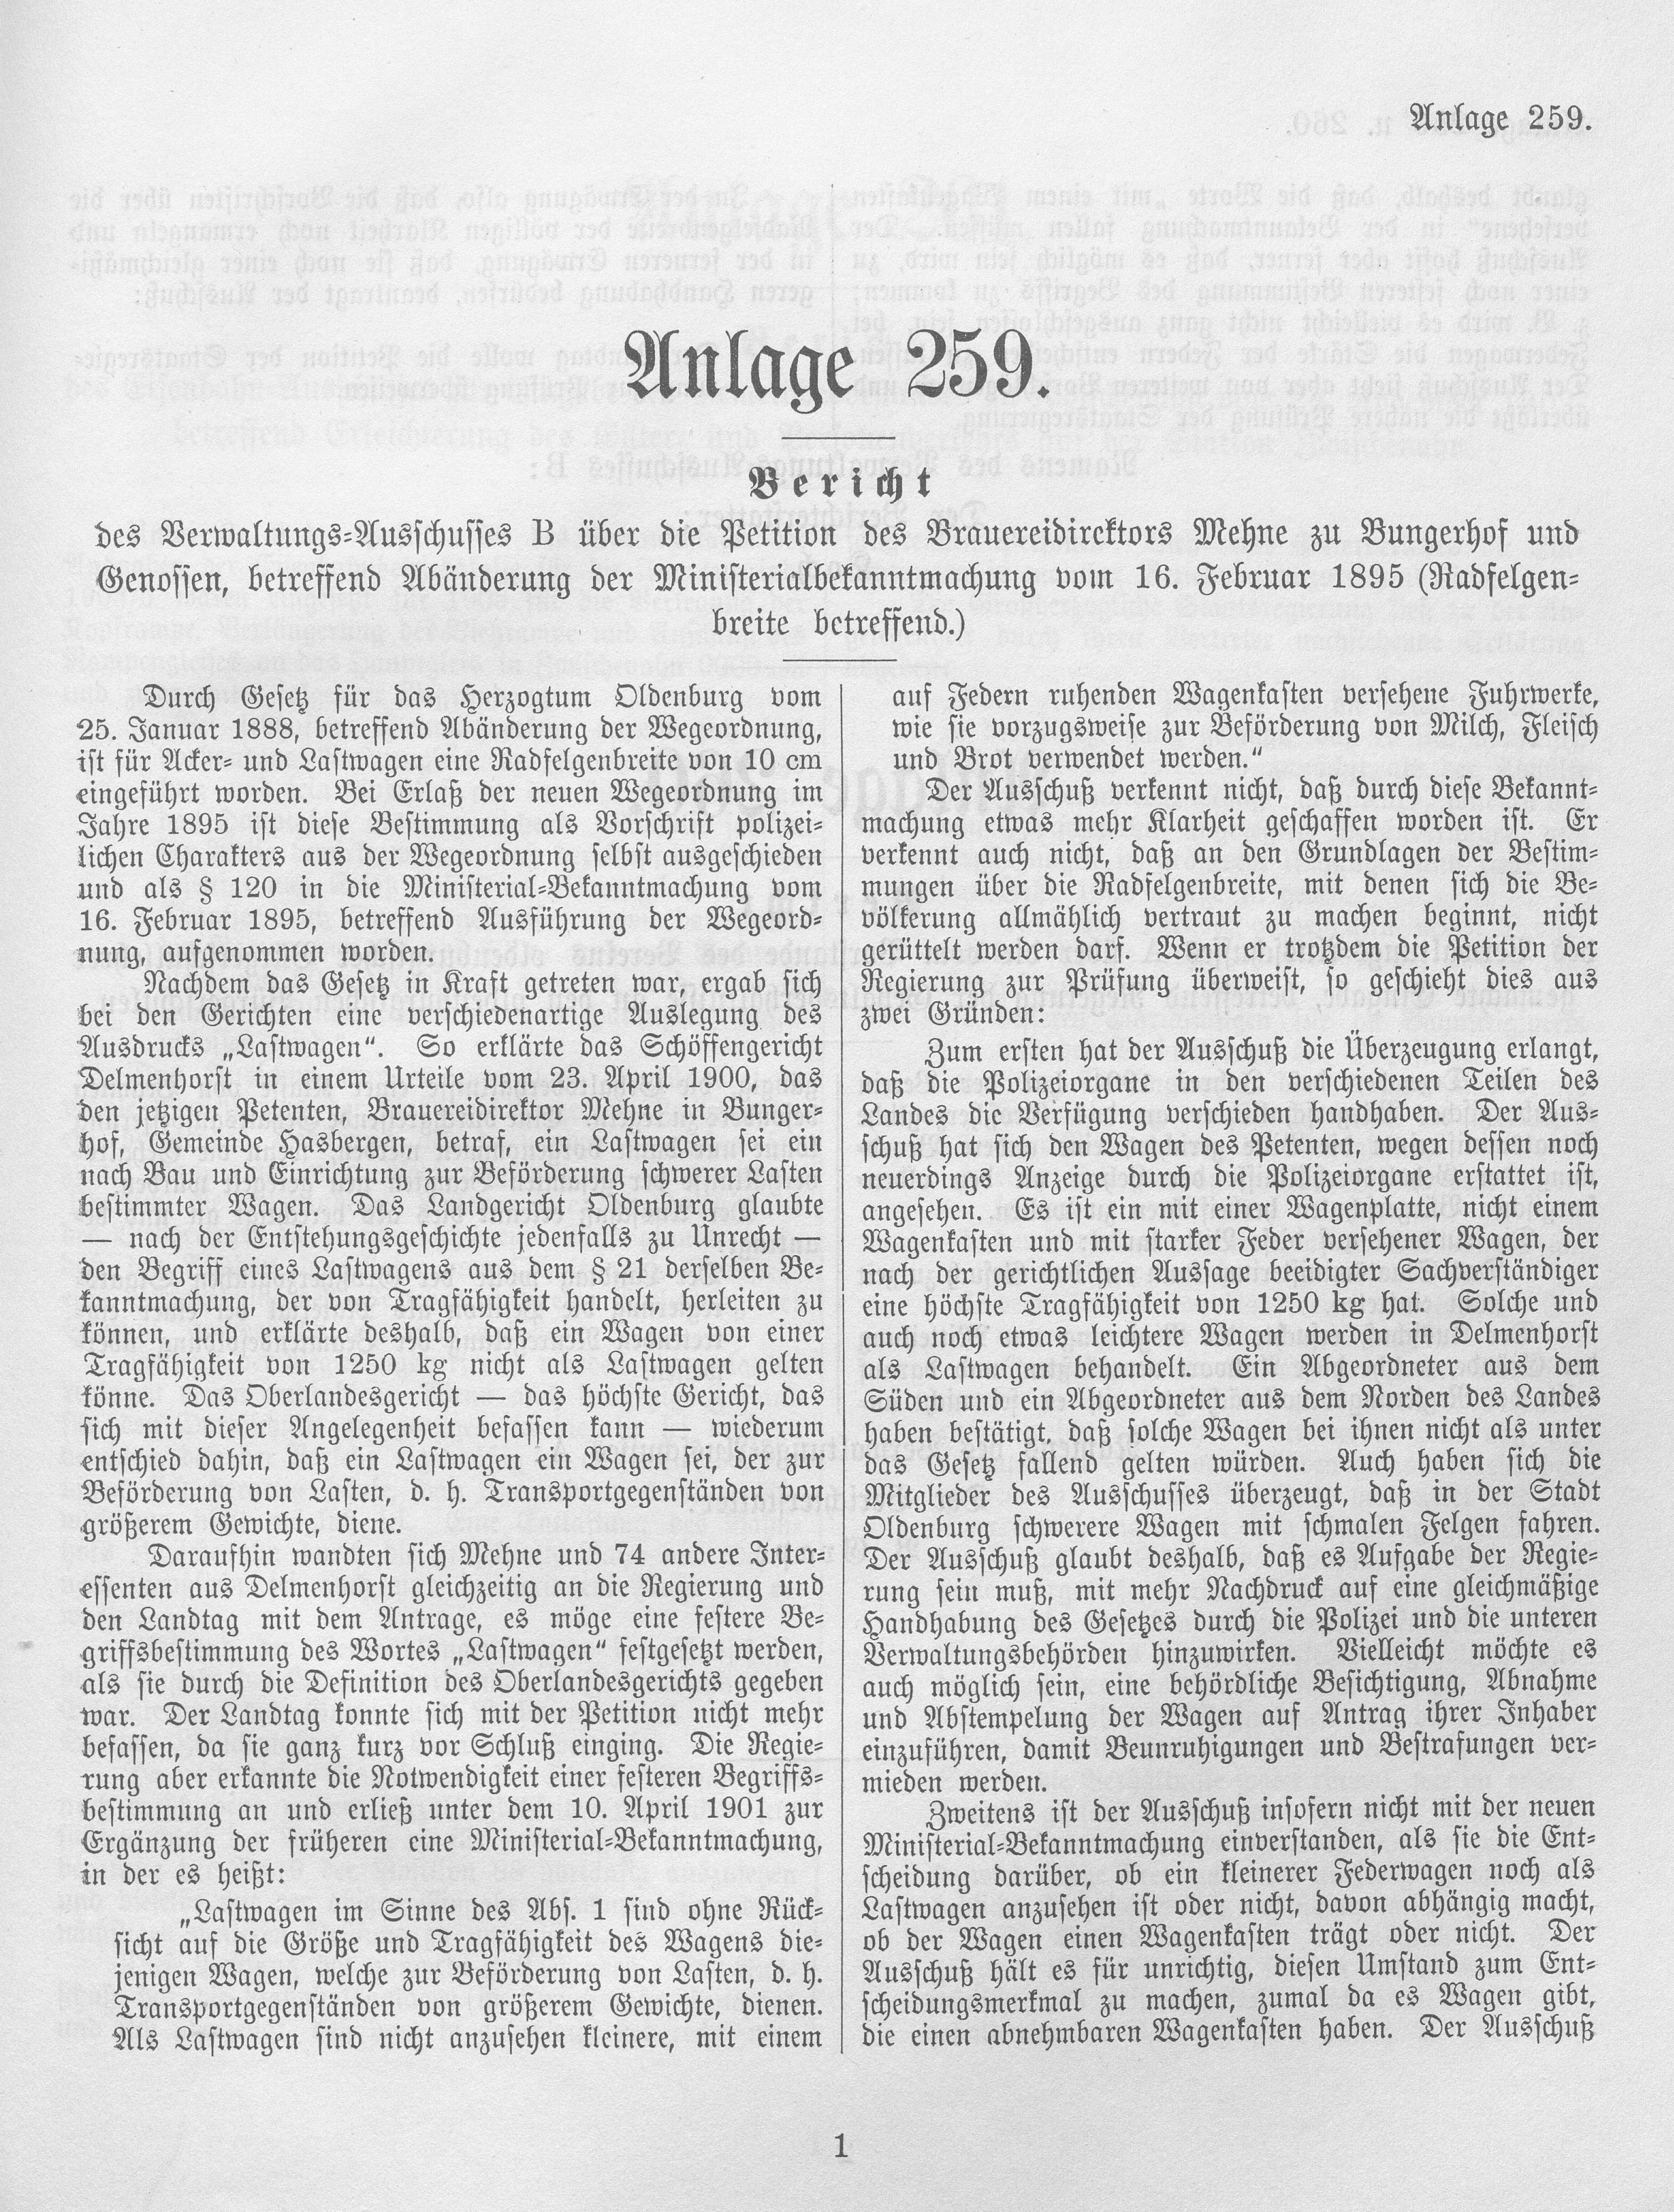 Anlage 259.
Anlage 259.
Bericht
des Verwaltungs-Ausschusses B über die Petition des Brauereidirektors Mehne zu Bungerhof und
Genossen, betreffend Abänderung der Ministerialbekanntmachung vom 16. Februar 1895 (Radfelgen-
breite betreffend.)
Durch Gesetz für das Herzogtum Oldenburg vom
25. Januar 1888, betreffend Abänderung der Wegeordnung,
ist für Acker- und Lastwagen eine Radfelgenbreite von 10 cm
eingeführt worden. Bei Erlaß der neuen Wegeordnung im
Jahre 1895 ist diese Bestimmung als Vorschrift polizei-
lichen Charakters aus der Wegeordnung selbst ausgeschieden
und als § 120 in die Ministerial-Bekanntmachung vom
16. Februar 1895, betreffend Ausführung der Wegeord-
nung, aufgenommen worden.
Nachdem das Gesetz in Kraft getreten war, ergab sich
bei den Gerichten eine verschiedenartige Auslegung des
Ausdrucks „Lastwagen“. So erklärte das Schöffengericht
Delmenhorst in einem Urteile vom 23. April 1900, das
den jetzigen Petenten, Brauereidirektor Mehne in Bunger-
hof, Gemeinde Hasbergen, betraf, ein Lastwagen sei ein
nach Bau und Einrichtung zur Beförderung schwerer Lasten
bestimmter Wagen. Das Landgericht Oldenburg glaubte
— nach der Entstehungsgeschichte jedenfalls zu Unrecht —
den Begriff eines Lastwagens aus dem § 21 derselben Be-
kanntmachung, der von Tragfähigkeit handelt, herleiten zu
können, und erklärte deshalb, daß ein Wagen von einer
Tragfähigkeit von 1250 kg nicht als Lastwagen gelten
könne. Das Oberlandesgericht — das höchste Gericht, das
sich mit dieser Angelegenheit befassen kann — wiederum
entschied dahin, daß ein Lastwagen ein Wagen sei, der zur
Beförderung von Lasten, d. h. Transportgegenständen von
größerem Gewichte, diene.
Daraufhin wandten sich Mehne und 74 andere Inter-
essenten aus Delmenhorst gleichzeitig an die Regierung und
den Landtag mit dem Antrage, es möge eine festere Be-
griffsbestimmung des Wortes „Lastwagen“ festgesetzt werden,
als sie durch die Definition des Oberlandesgerichts gegeben
war. Der Landtag konnte sich mit der Petition nicht mehr
befassen, da sie ganz kurz vor Schluß einging. Die Regie-
rung aber erkannte die Notwendigkeit einer festeren Begriffs-
bestimmung an und erließ unter dem 10. April 1901 zur
Ergänzung der früheren eine Ministerial-Bekanntmachung,
in der es heißt:
„Lastwagen im Sinne des Abs. 1 sind ohne Rück-
sicht auf die Größe und Tragfähigkeit des Wagens die-
jenigen Wagen, welche zur Beförderung von Lasten, d. h.
Transportgegenständen von größerem Gewichte, dienen.
Als Lastwagen sind nicht anzusehen kleinere, mit einem
auf Federn ruhenden Wagenkasten versehene Fuhrwerke,
wie sie vorzugsweise zur Beförderung von Milch, Fleisch
und Brot verwendet werden.“
Der Ausschuß verkennt nicht, daß durch diese Bekannt-
machung etwas mehr Klarheit geschaffen worden ist. Er
verkennt auch nicht, daß an den Grundlagen der Bestim-
mungen über die Radfelgenbreite, mit denen sich die Be-
völkerung allmählich vertraut zu machen beginnt, nicht
gerüttelt werden darf. Wenn er trotzdem die Petition der
Regierung zur Prüfung überweist, so geschieht dies aus
zwei Gründen:
Zum ersten hat der Ausschuß die Überzeugung erlangt,
daß die Polizeiorgane in den verschiedenen Teilen des
Landes die Verfügung verschieden handhaben. Der Aus-
schuß hat sich den Wagen des Petenten, wegen dessen noch
neuerdings Anzeige durch die Polizeiorgane erstattet ist,
angesehen. Es ist ein mit einer Wagenplatte, nicht einem
Wagenkasten und mit starker Feder versehener Wagen, der
nach der gerichtlichen Aussage beeidigter Sachverständiger
eine höchste Tragfähigkeit von 1250 kg hat. Solche und
auch noch etwas leichtere Wagen werden in Delmenhorst
als Lastwagen behandelt. Ein Abgeordneter aus dem
Süden und ein Abgeordneter aus dem Norden des Landes
haben bestätigt, daß solche Wagen bei ihnen nicht als unter
das Gesetz fallend gelten würden. Auch haben sich die
Mitglieder des Ausschusses überzeugt, daß in der Stadt
Oldenburg schwerere Wagen mit schmalen Felgen fahren.
Der Ausschuß glaubt deshalb, daß es Aufgabe der Regie-
rung sein muß, mit mehr Nachdruck auf eine gleichmäßige
Handhabung des Gesetzes durch die Polizei und die unteren
Verwaltungsbehörden hinzuwirken. Vielleicht möchte es
auch möglich sein, eine behördliche Besichtigung, Abnahme
und Abstempelung der Wagen auf Antrag ihrer Inhaber
einzuführen, damit Beunruhigungen und Bestrafungen ver-
mieden werden.
Zweitens ist der Ausschuß insofern nicht mit der neuen
Ministerial-Bekanntmachung einverstanden, als sie die Ent-
scheidung darüber, ob ein kleinerer Federwagen noch als
Lastwagen anzusehen ist oder nicht, davon abhängig macht,
ob der Wagen einen Wagenkasten trägt oder nicht. Der
Ausschuß hält es für unrichtig, diesen Umstand zum Ent-
scheidungsmerkmal zu machen, zumal da es Wagen gibt,
die einen abnehmbaren Wagenkasten haben. Der Ausschuß
1